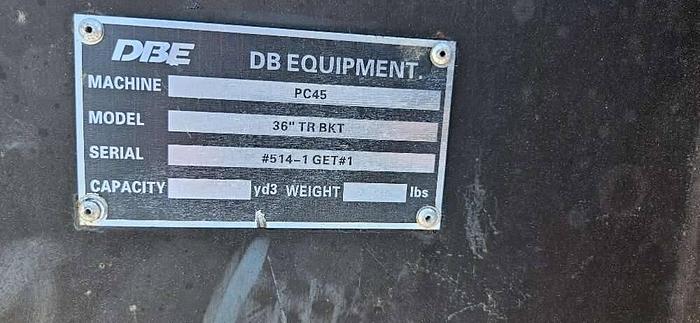 DBE DB EQUIPMENT.
MACHINE PC45
MODEL 36" TR BKT
SERIAL #514-1 GET#1
CAPACITY yd3 WEIGHT lbs